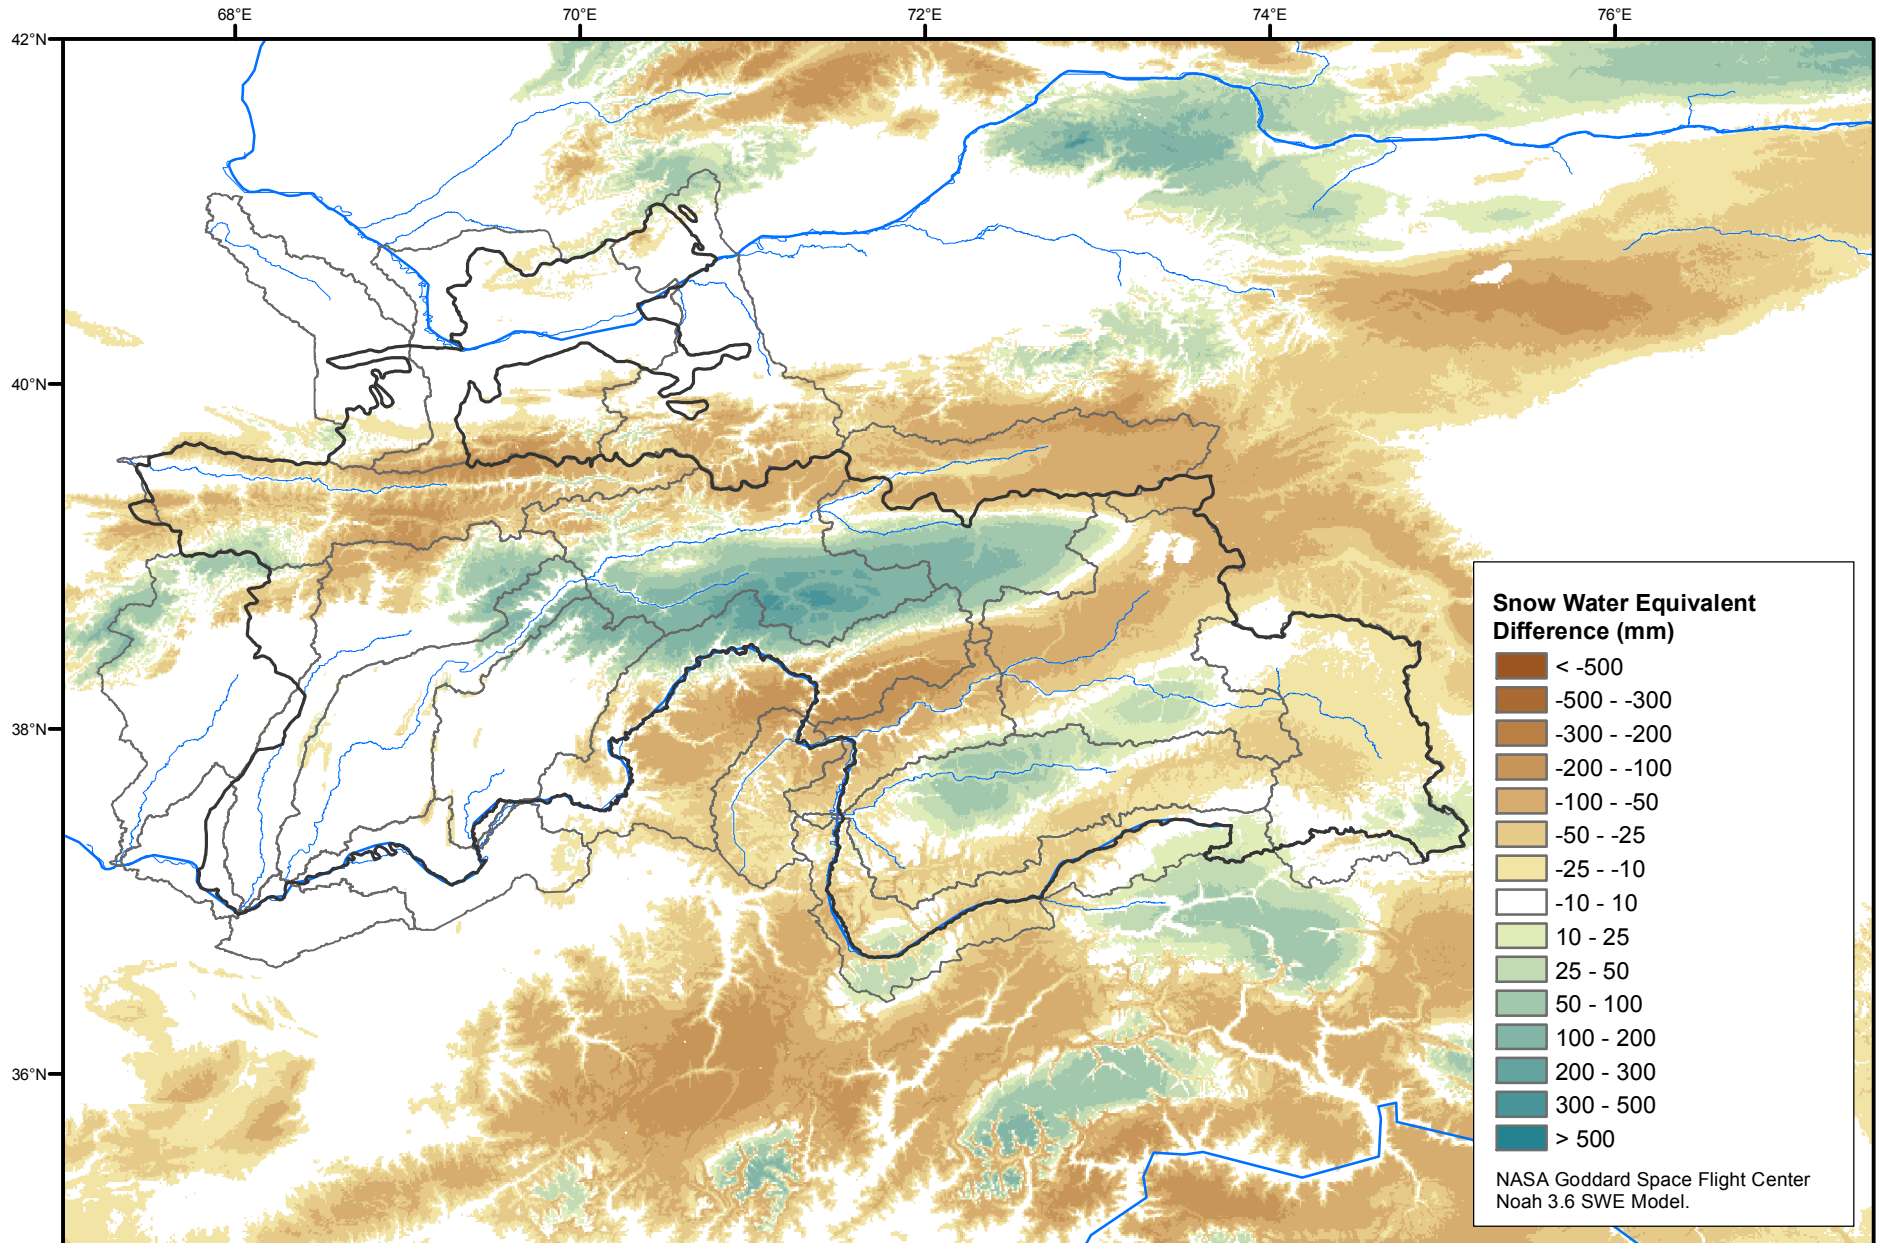 68°E
70°E
72°E
74°E
76°E
42°N
40°N
38°N
36°N
Snow Water Equivalent
Difference (mm)
< -500
-500 - -300
-300 - -200
-200 - -100
-100 - -50
-50 - -25
-25 - -10
-10 - 10
10 - 25
25 - 50
50 - 100
100 - 200
200 - 300
300 - 500
> 500
NASA Goddard Space Flight Center
Noah 3.6 SWE Model.